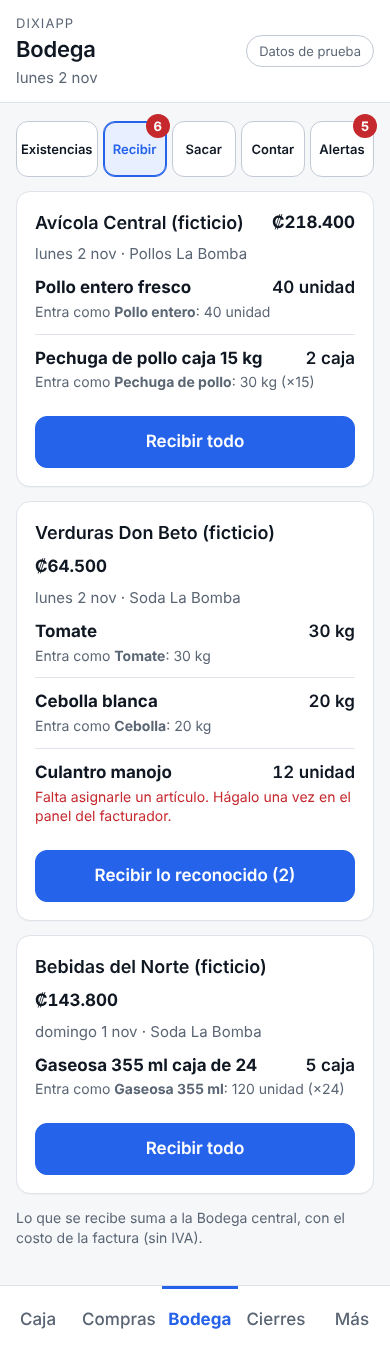 DIXIAPP
Bodega
Datos de prueba
lunes 2 nov
Existencias
Recibir
6
Sacar
Contar
Alertas
5
Avícola Central (ficticio) ₡218.400
lunes 2 nov · Pollos La Bomba
Pollo entero fresco 40 unidad
Entra como Pollo entero: 40 unidad
Pechuga de pollo caja 15 kg 2 caja
Entra como Pechuga de pollo: 30 kg (×15)
Recibir todo
Verduras Don Beto (ficticio)
₡64.500
lunes 2 nov · Soda La Bomba
Tomate 30 kg
Entra como Tomate: 30 kg
Cebolla blanca 20 kg
Entra como Cebolla: 20 kg
Culantro manojo 12 unidad
Falta asignarle un artículo. Hágalo una vez en el
panel del facturador.
Recibir lo reconocido (2)
Bebidas del Norte (ficticio)
₡143.800
domingo 1 nov · Soda La Bomba
Gaseosa 355 ml caja de 24 5 caja
Entra como Gaseosa 355 ml: 120 unidad (×24)
Recibir todo
Lo que se recibe suma a la Bodega central, con el
costo de la factura (sin IVA).
Caja Compras Bodega Cierres Más